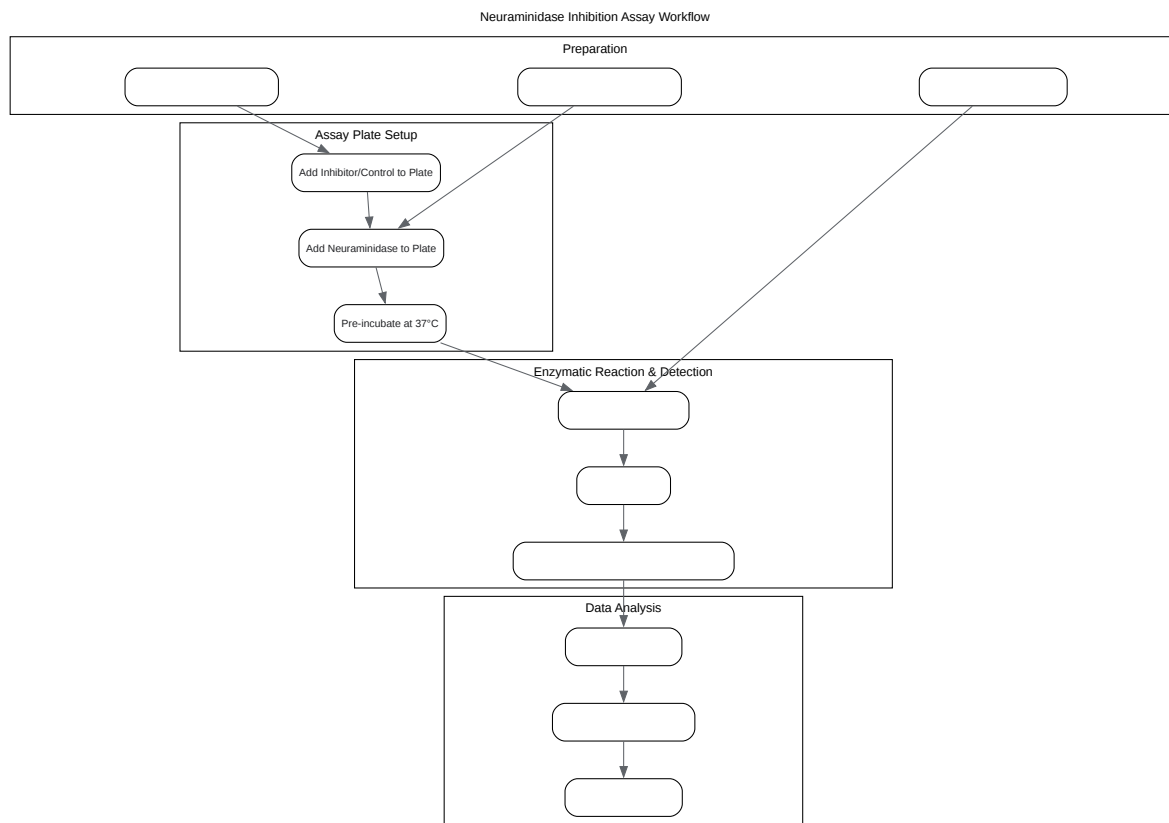 Neuraminidase Inhibition Assay Workflow
Preparation
Assay Plate Setup
Add Inhibitor/Control to Plate
Add Neuraminidase to Plate
Pre-incubate at 37°C
Enzymatic Reaction & Detection
Data Analysis